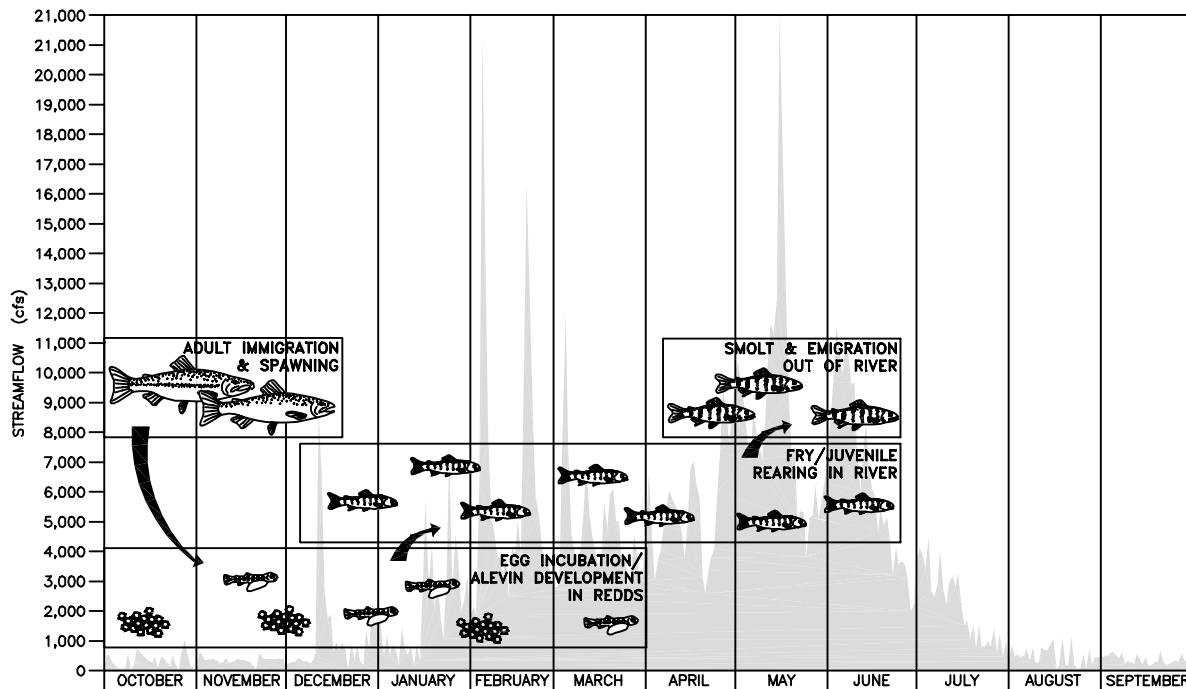 21,000
21,000
20,000
19,000
18,000
17,000
16,000
15,000
14,000
13,000
12,000
11,000
10,000
9,000
8,000
7,000
6,000
5,000
4,000
3,000
2,000
1,000
0
STREAMFLOW (cfs)
ADULT IMMIGRATION
& SPAWNING
SMOLT & EMIGRATION
OUT OF RIVER
FRY/JUVENILE
REARING IN RIVER
EGG INCUBATION/
ALEVIN DEVELOPMENT
IN REDDS
OCTOBER NOVEMBER DECEMBER JANUARY FEBRUARY MARCH APRIL MAY JUNE JULY AUGUST SEPTEMBER